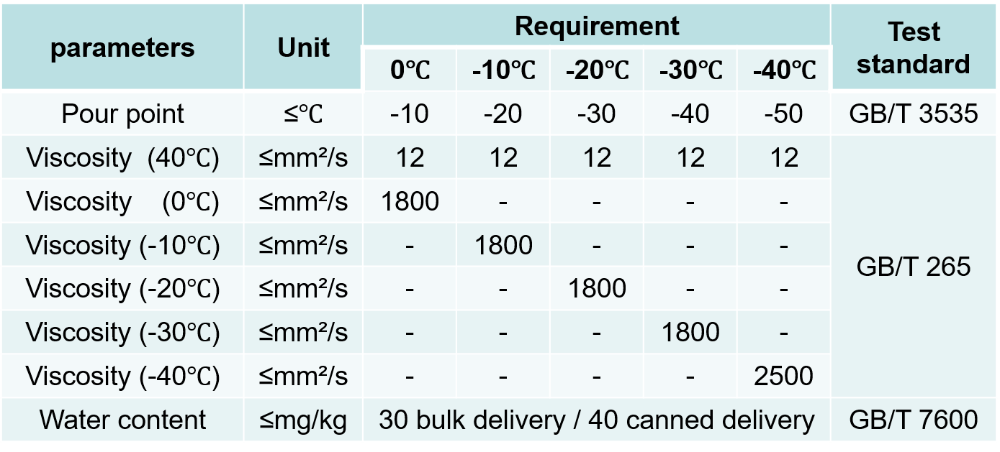 parameters Unit Requirement Test standard
0℃ -10℃ -20℃ -30℃ -40℃
Pour point ≤℃ -10 -20 -30 -40 -50 GB/T 3535
Viscosity (40℃) ≤mm²/s 12 12 12 12 12 GB/T 265
Viscosity (0℃) ≤mm²/s 1800 - - - -
Viscosity (-10℃) ≤mm²/s - 1800 - - -
Viscosity (-20℃) ≤mm²/s - - 1800 - -
Viscosity (-30℃) ≤mm²/s - - - 1800 -
Viscosity (-40℃) ≤mm²/s - - - - 2500
Water content ≤mg/kg 30 bulk delivery / 40 canned delivery GB/T 7600